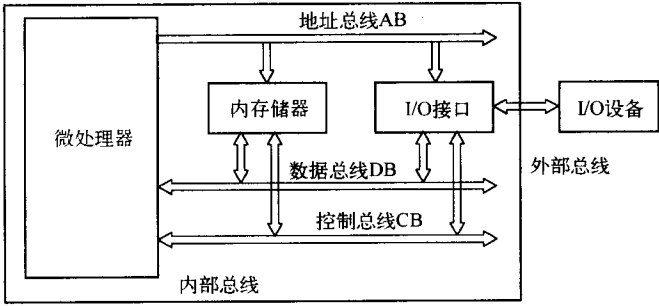 地址总线AB
内存储器
I/O接口
I/O设备
微处理器
数据总线DB
外部总线
控制总线CB
内部总线